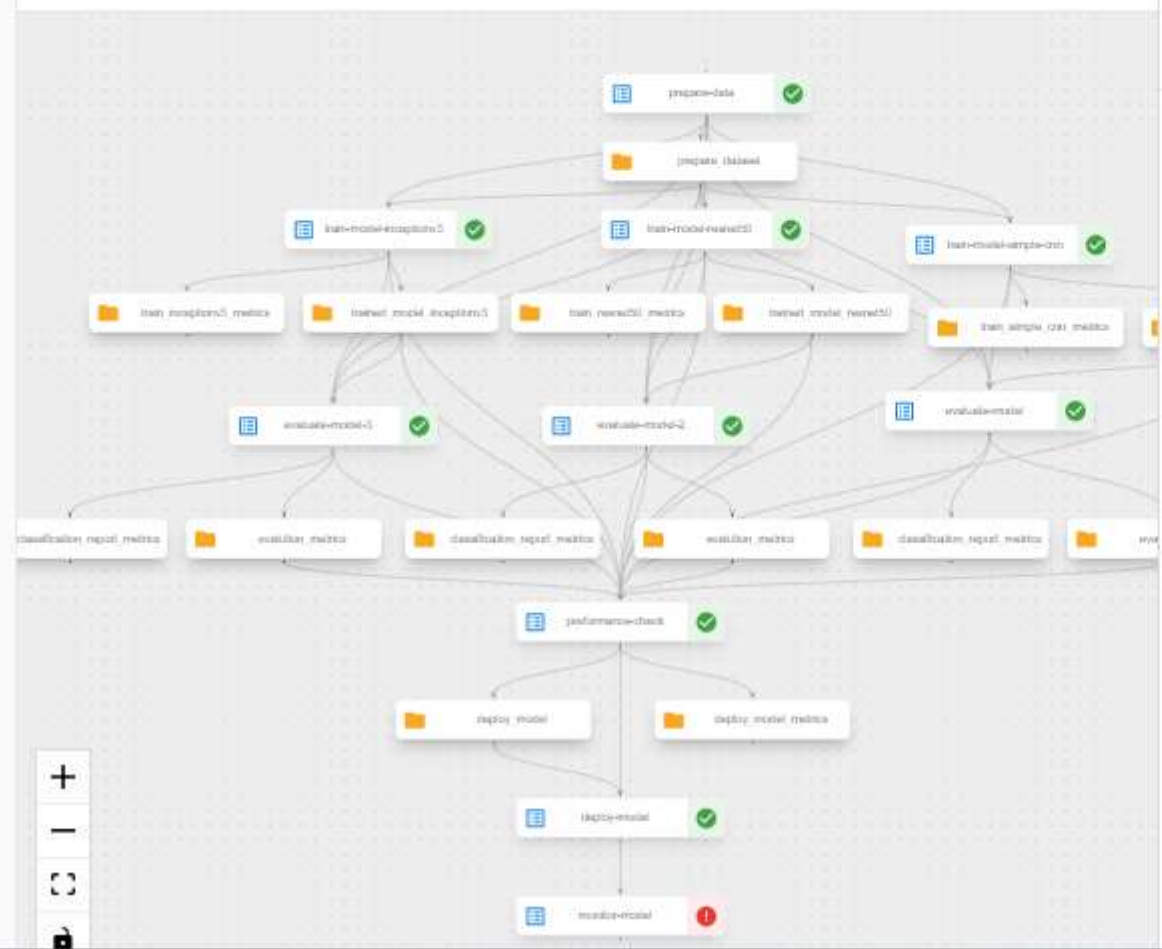 prepare-data
prepare_dataset
train-model-inceptionv3
train-model-resnet50
train-model-simple-cnn
train_inceptionv3_metrics
trained_model_inceptionv3
train_resnet50_metrics
trained_model_resnet50
train_simple_cnn_metrics
evaluate-model-3
evaluate-model-2
evaluate-model
classification_report_metrics
evalution_metrics
classification_report_metrics
evalution_metrics
classification_report_metrics
performance-check
deploy_model
deploy_model_metrics
deploy-model
monitor-model